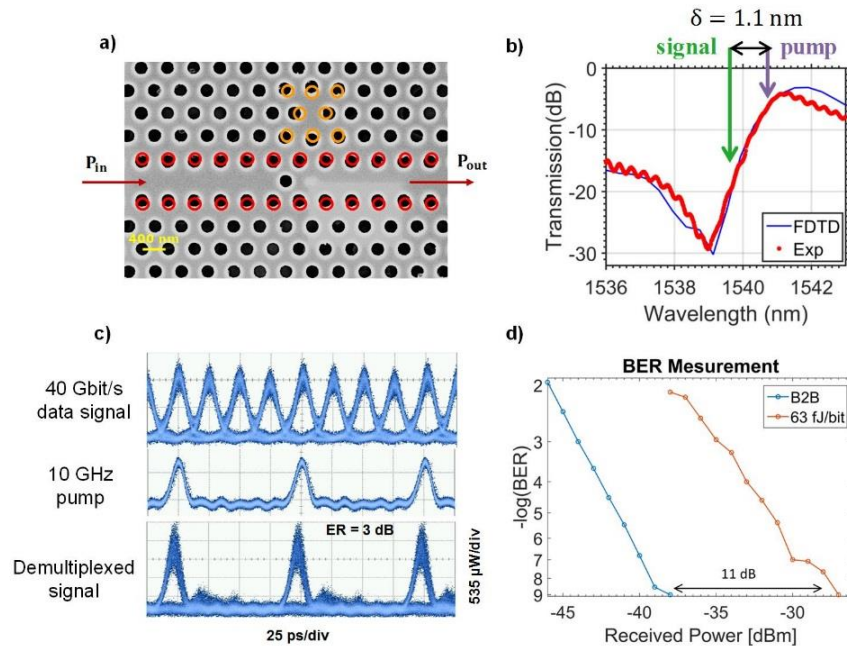 a)
P_in
P_out
400 nm
b)
δ = 1.1 nm
signal
pump
Transmission(dB)
0
-10
-20
-30
FDTD
Exp
1536
1538
1540
1542
Wavelength (nm)
c)
40 Gbit/s
data signal
10 GHz
pump
Demultiplexed
signal
ER = 3 dB
535 µW/div
25 ps/div
d)
BER Mesurement
-log(BER)
2
3
4
5
6
7
8
9
B2B
63 fJ/bit
11 dB
-45
-40
-35
-30
Received Power [dBm]